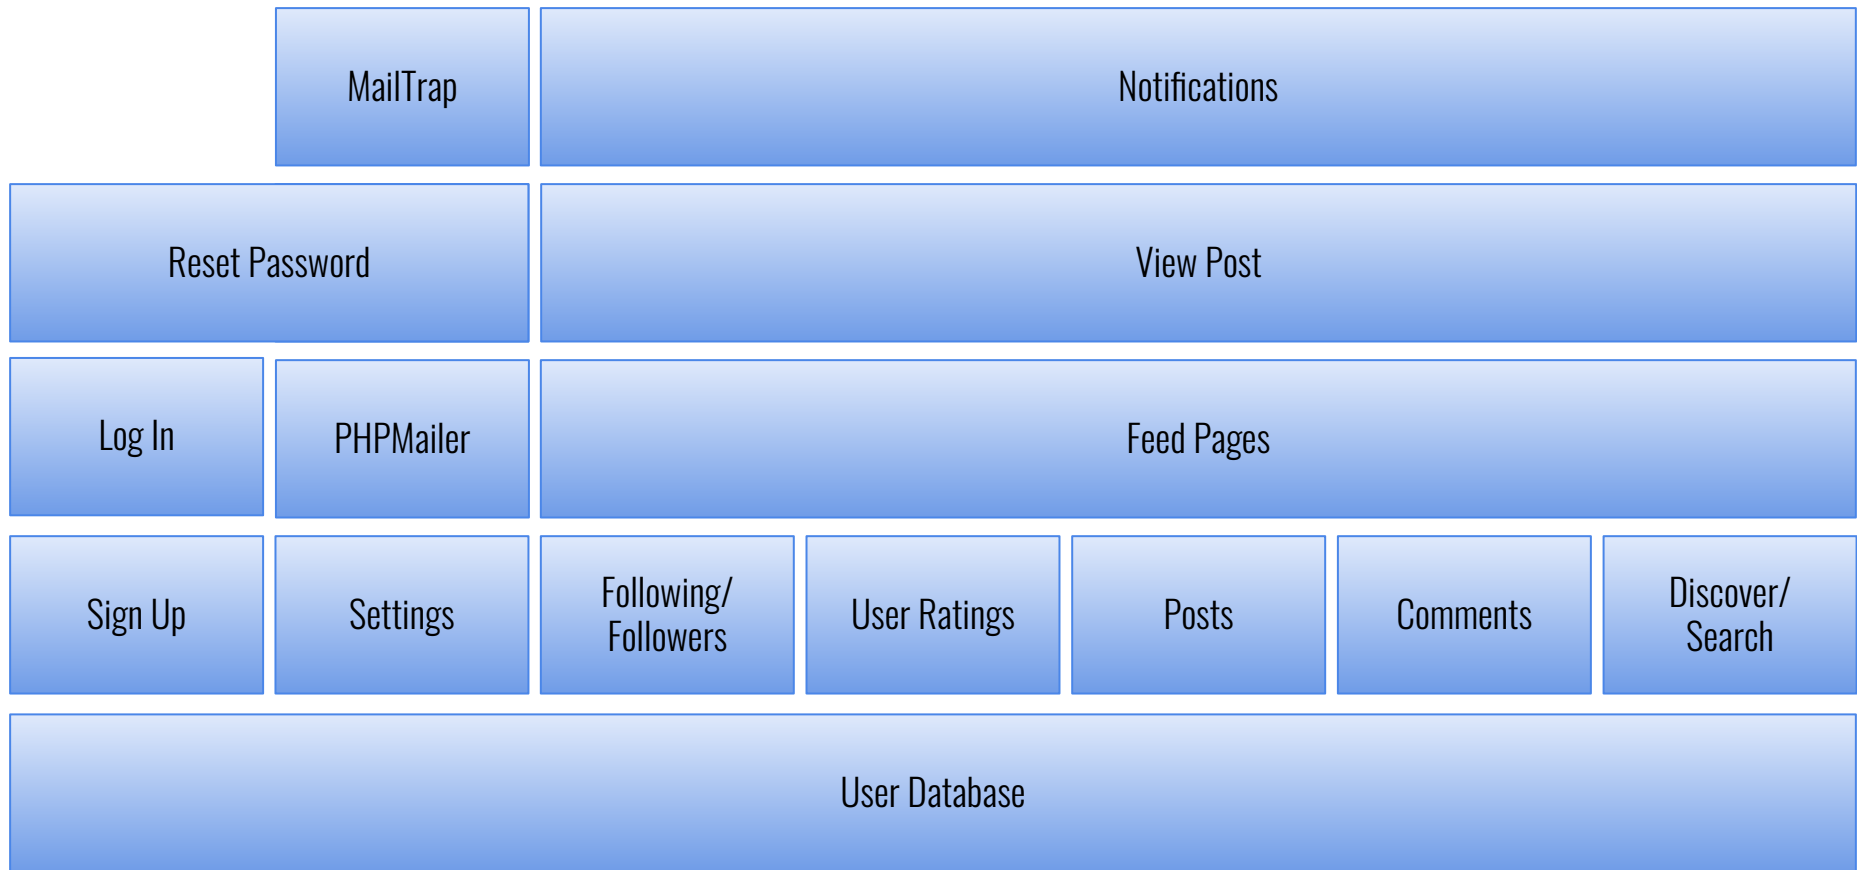 MailTrap
Notifications
Reset Password
View Post
Log In
PHPMailer
Feed Pages
Sign Up
Settings
Following/
Followers
User Ratings
Posts
Comments
Discover/
Search
User Database